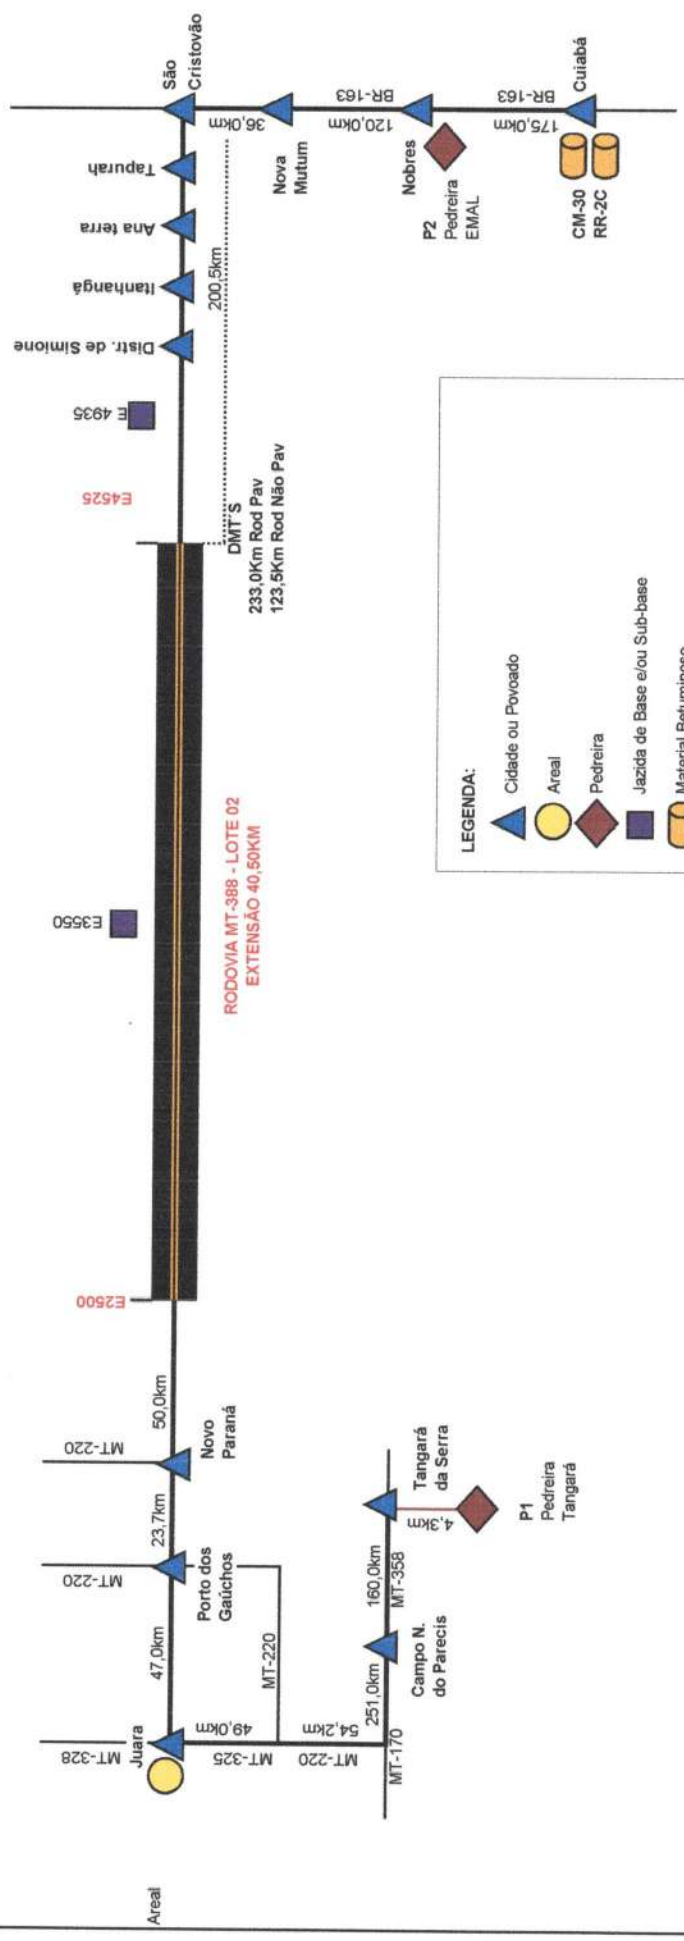 São
Cristovão
Tapurah
Ana terra
Itanhangá
Distr. de Simione
E 4935
E4525
36,0km
Nova
Mutum
BR-163
120,0km
Nobres
P2
Pedreira
EMAL
BR-163
175,0km
Cuiabá
CM-30
RR-2C
200,5km
DMT'S
233,0Km Rod Pav
123,5Km Rod Não Pav
E3550
RODOVIA MT-388 - LOTE 02
EXTENSÃO 40,50KM
E2500
50,0km
MT-220
Novo
Paraná
23,7km
MT-220
Porto dos
Gaúchos
47,0km
MT-220
MT-328
Juara
Areal
49,0km
MT-325
54,2km
MT-220
MT-170
251,0km
Campo N.
do Parecis
160,0km
MT-358
Tangará
da Serra
4,3km
P1
Pedreira
Tangará
LEGENDA:
Cidade ou Povoado
Areal
Pedreira
Jazida de Base e/ou Sub-base
Material Betuminoso